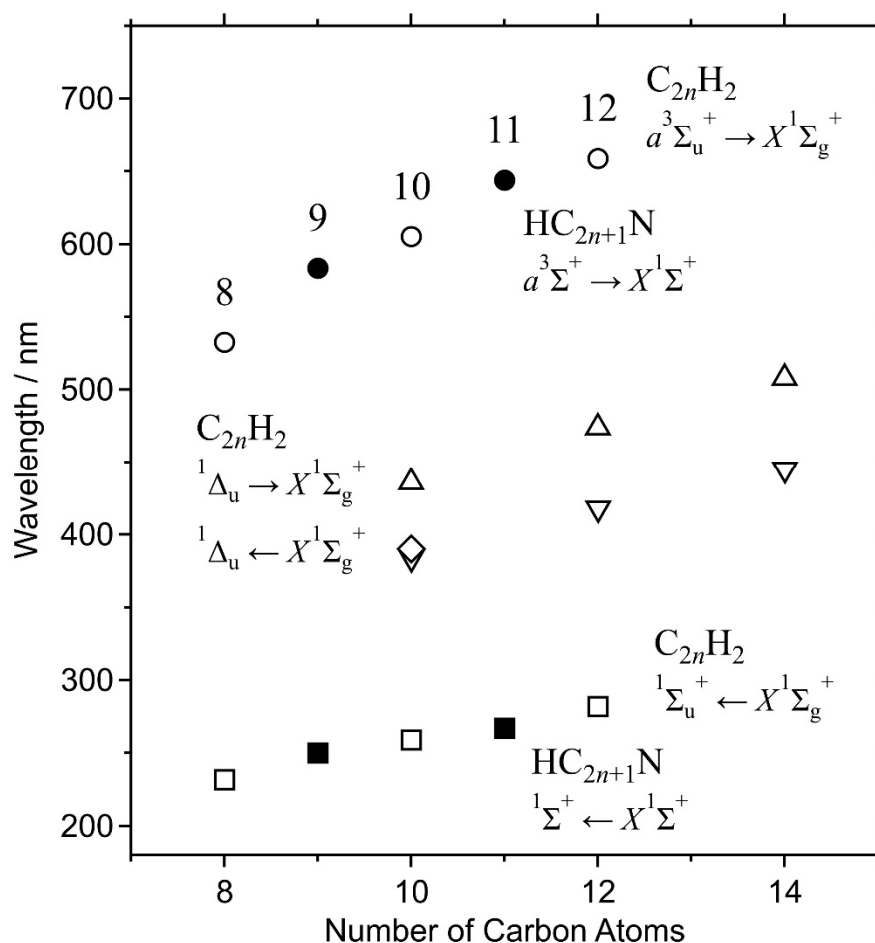 700
600
500
400
300
200
Wavelength / nm
8
10
12
14
Number of Carbon Atoms
8
9
10
11
12
C₂ₙH₂
a³Σᵤ⁺ → X¹Σg⁺
HC₂ₙ₊₁N
a³Σ⁺ → X¹Σ⁺
C₂ₙH₂
¹Δᵤ → X¹Σg⁺
¹Δᵤ ← X¹Σg⁺
C₂ₙH₂
¹Σᵤ⁺ ← X¹Σg⁺
HC₂ₙ₊₁N
¹Σ⁺ ← X¹Σ⁺